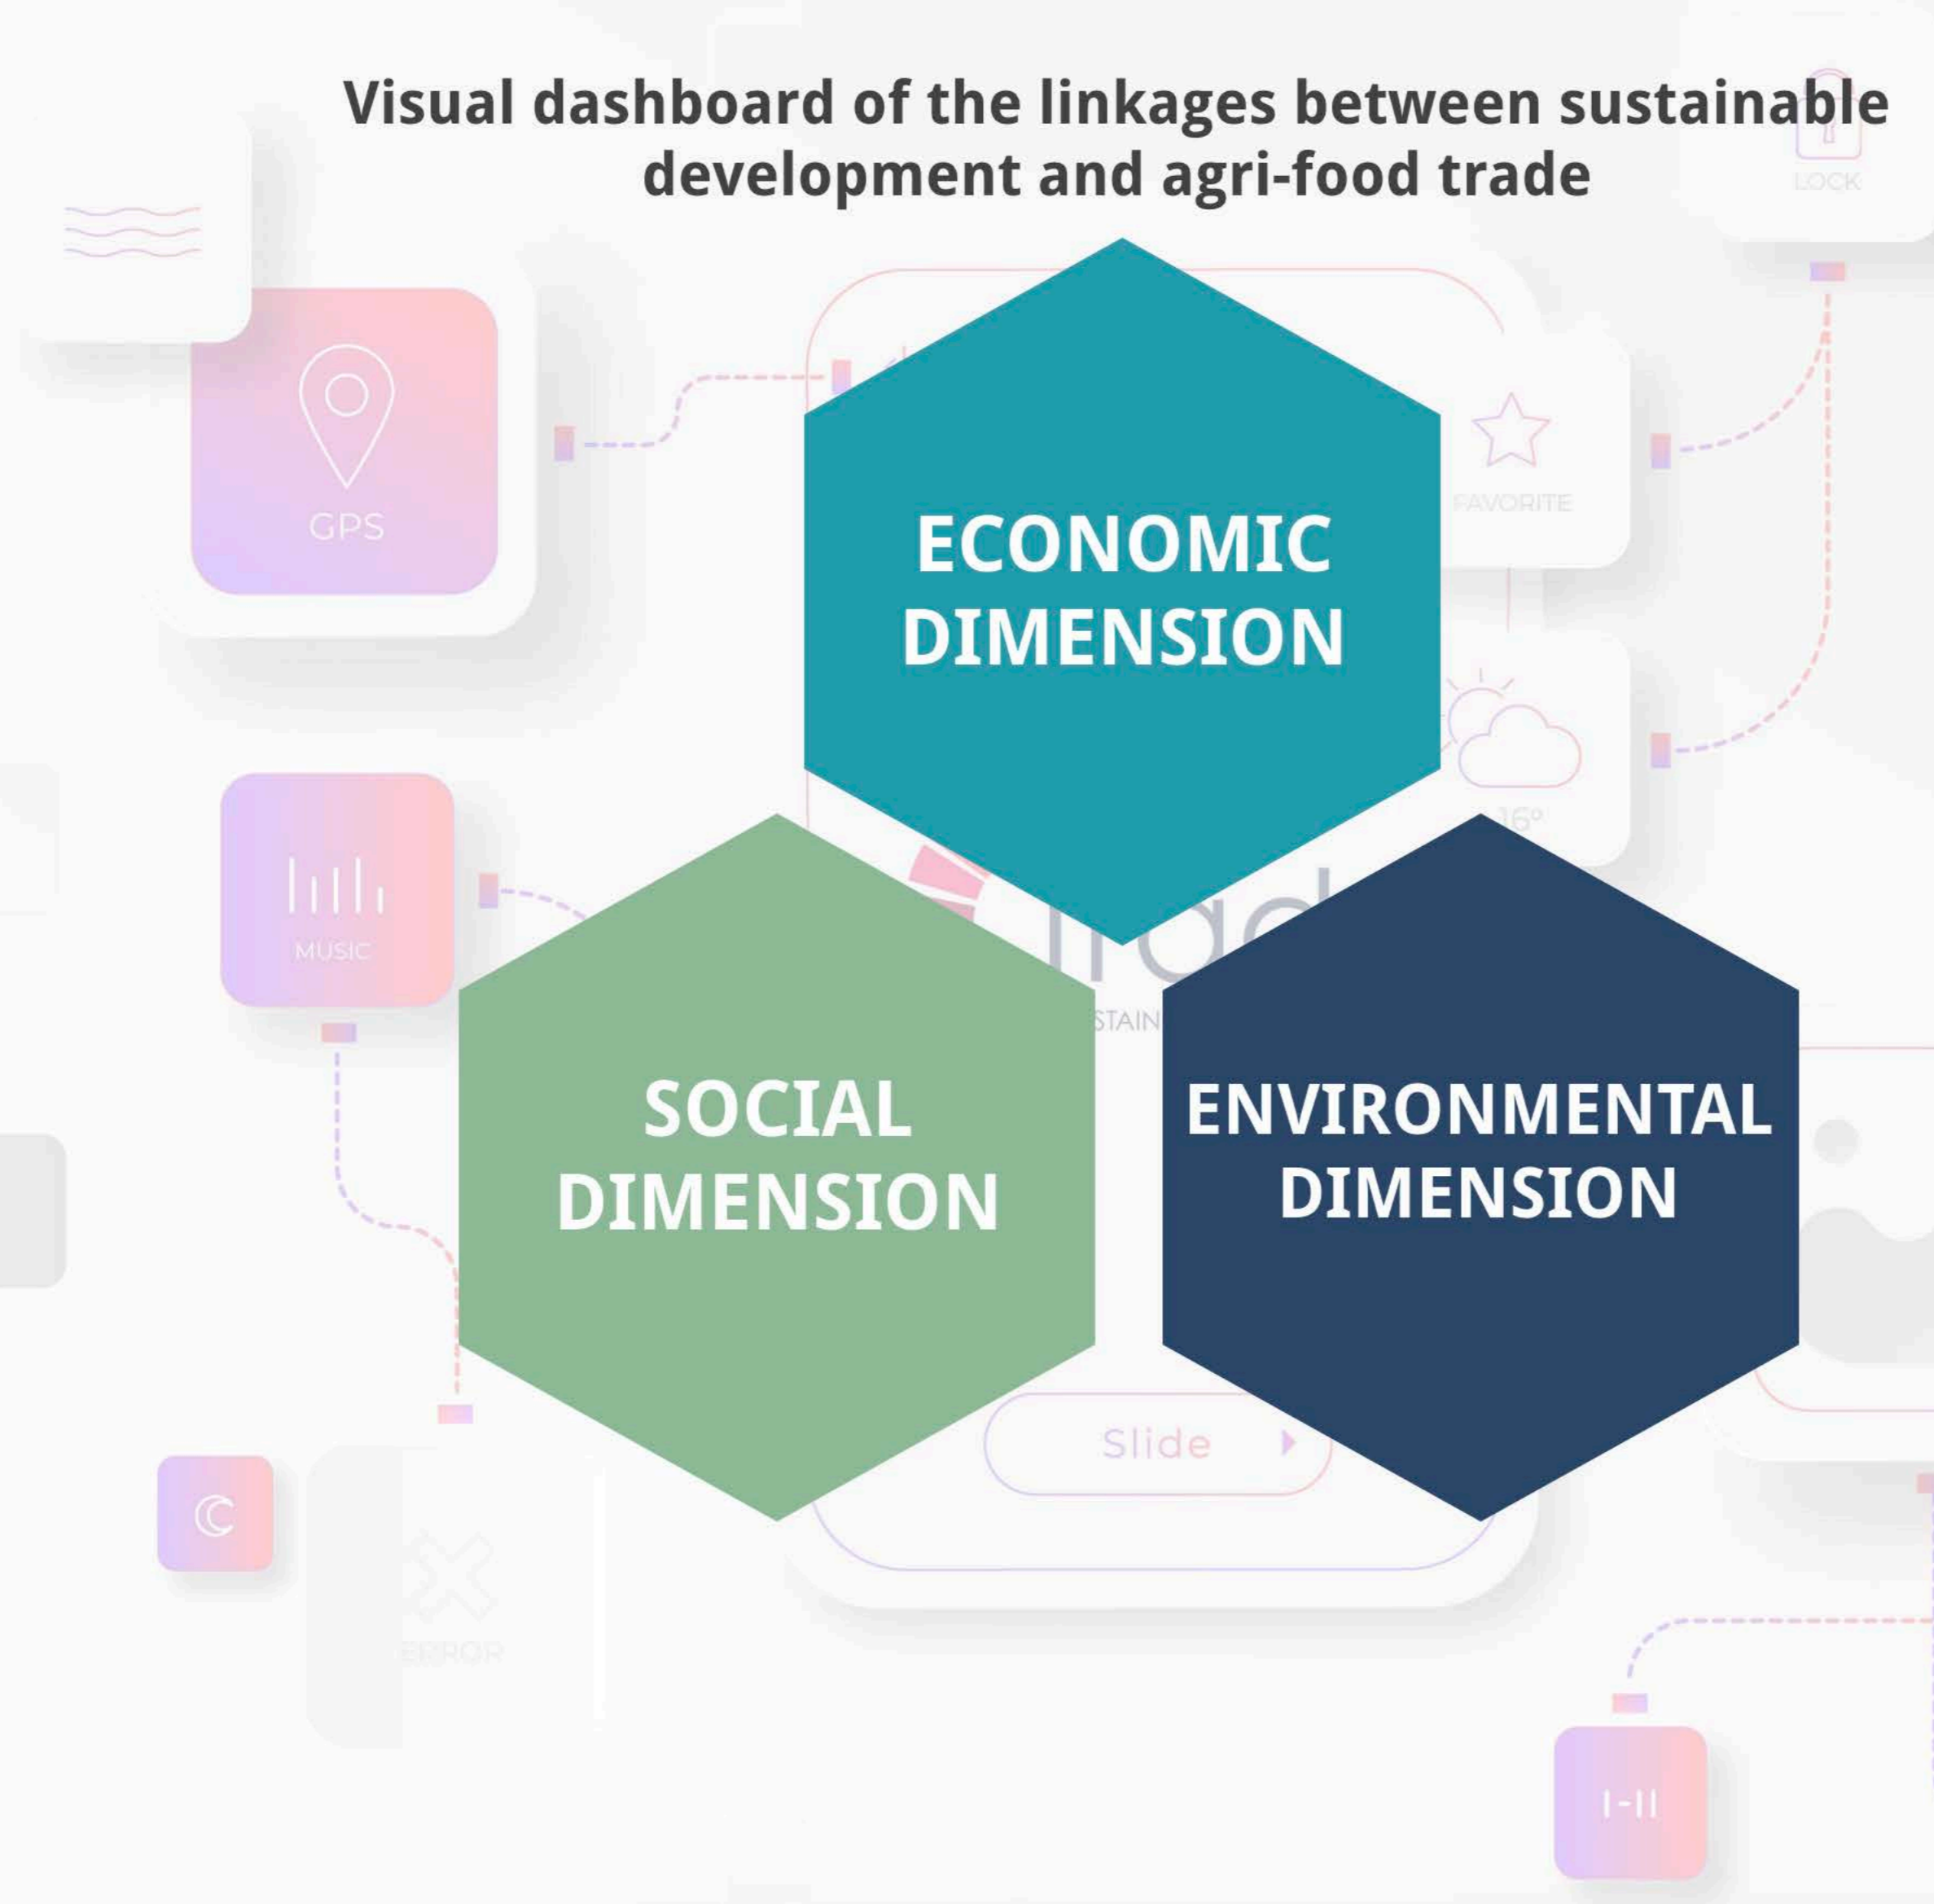 Visual dashboard of the linkages between sustainable
development and agri-food trade
LOCK
GPS
FAVORITE
ECONOMIC
DIMENSION
16°
MUSIC
SOCIAL
DIMENSION
ENVIRONMENTAL
DIMENSION
Slide
ERROR
I-II